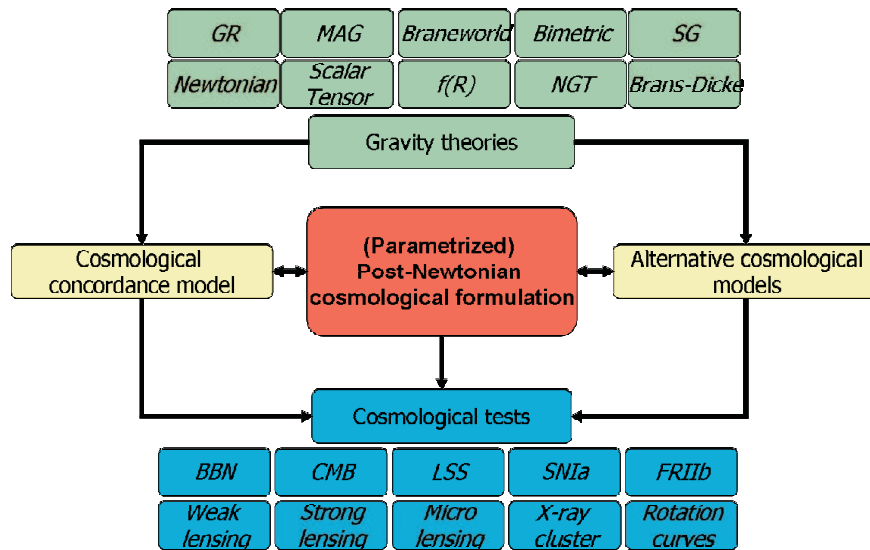 GR
MAG
Braneworld
Bimetric
SG
Newtonian
Scalar
Tensor
f(R)
NGT
Brans-Dicke
Gravity theories
Cosmological
concordance model
(Parametrized)
Post-Newtonian
cosmological formulation
Alternative cosmological
models
Cosmological tests
BBN
CMB
LSS
SNIa
FRIIb
Weak
lensing
Strong
lensing
Micro
lensing
X-ray
cluster
Rotation
curves